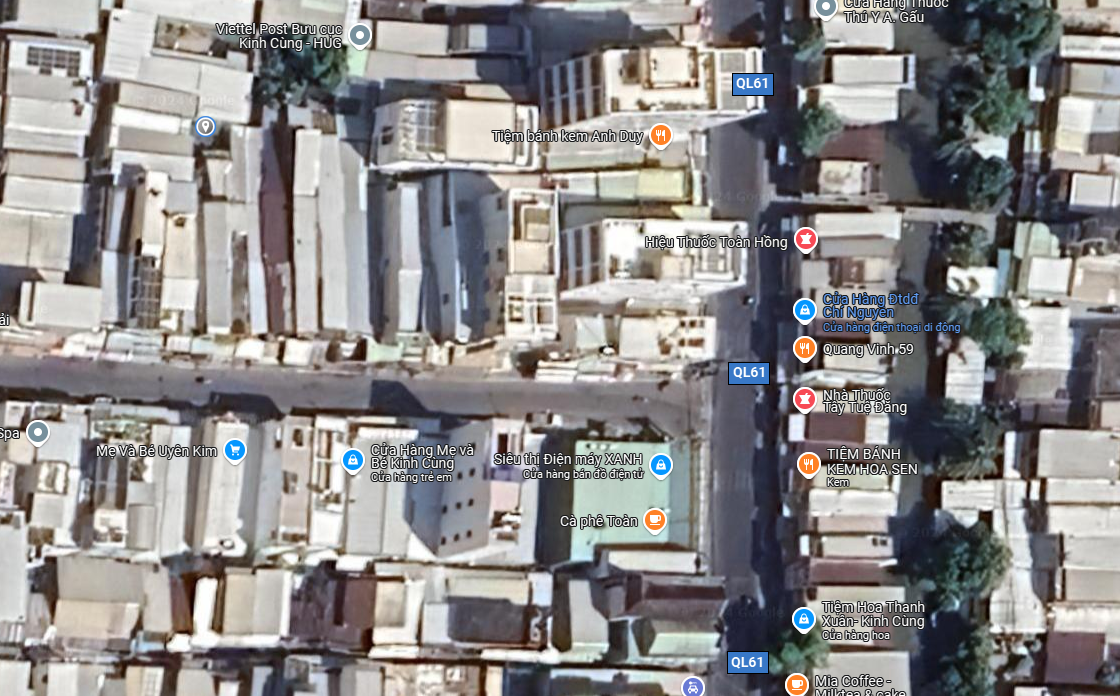 Cửa Hàng Thuốc
Thú Y A. Gấu
Viettel Post Bưu cục
Kinh Cùng - HUG
QL61
Tiệm bánh kem Anh Duy
Hiệu Thuốc Toàn Hồng
Cửa Hàng Đtdđ
Chí Nguyện
Cửa hàng điện thoại di động
ải
Quang Vinh 59
QL61
Nhà Thuốc
Tây Tuệ Đăng
Spa
Mẹ Và Bé Uyên Kim
Cửa Hàng Mẹ và
Bé Kinh Cùng
Cửa hàng trẻ em
Siêu thị Điện máy XANH
Cửa hàng bán đồ điện tử
TIỆM BÁNH
KEM HOA SEN
Kem
Cà phê Toàn
Tiệm Hoa Thanh
Xuân- Kinh Cùng
Cửa hàng hoa
QL61
Mia Coffee -
Milktea & cake